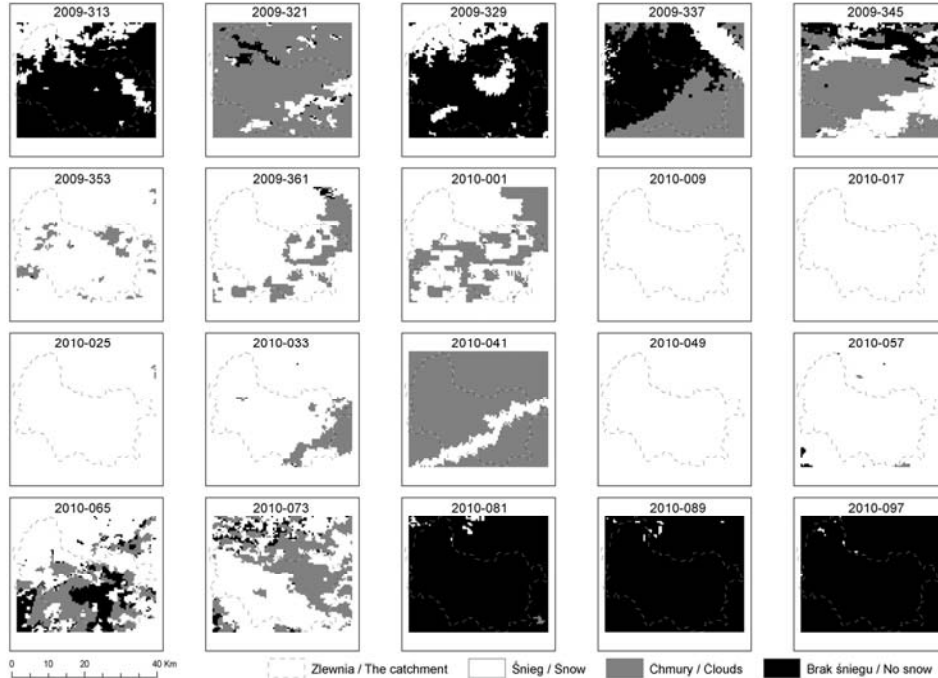 2009-313 2009-321 2009-329 2009-337 2009-345
2009-353 2009-361 2010-001 2010-009 2010-017
2010-025 2010-033 2010-041 2010-049 2010-057
2010-065 2010-073 2010-081 2010-089 2010-097
0 10 20 40 Km
Zlewnia / The catchment Śnieg / Snow Chmury / Clouds Brak śniegu / No snow